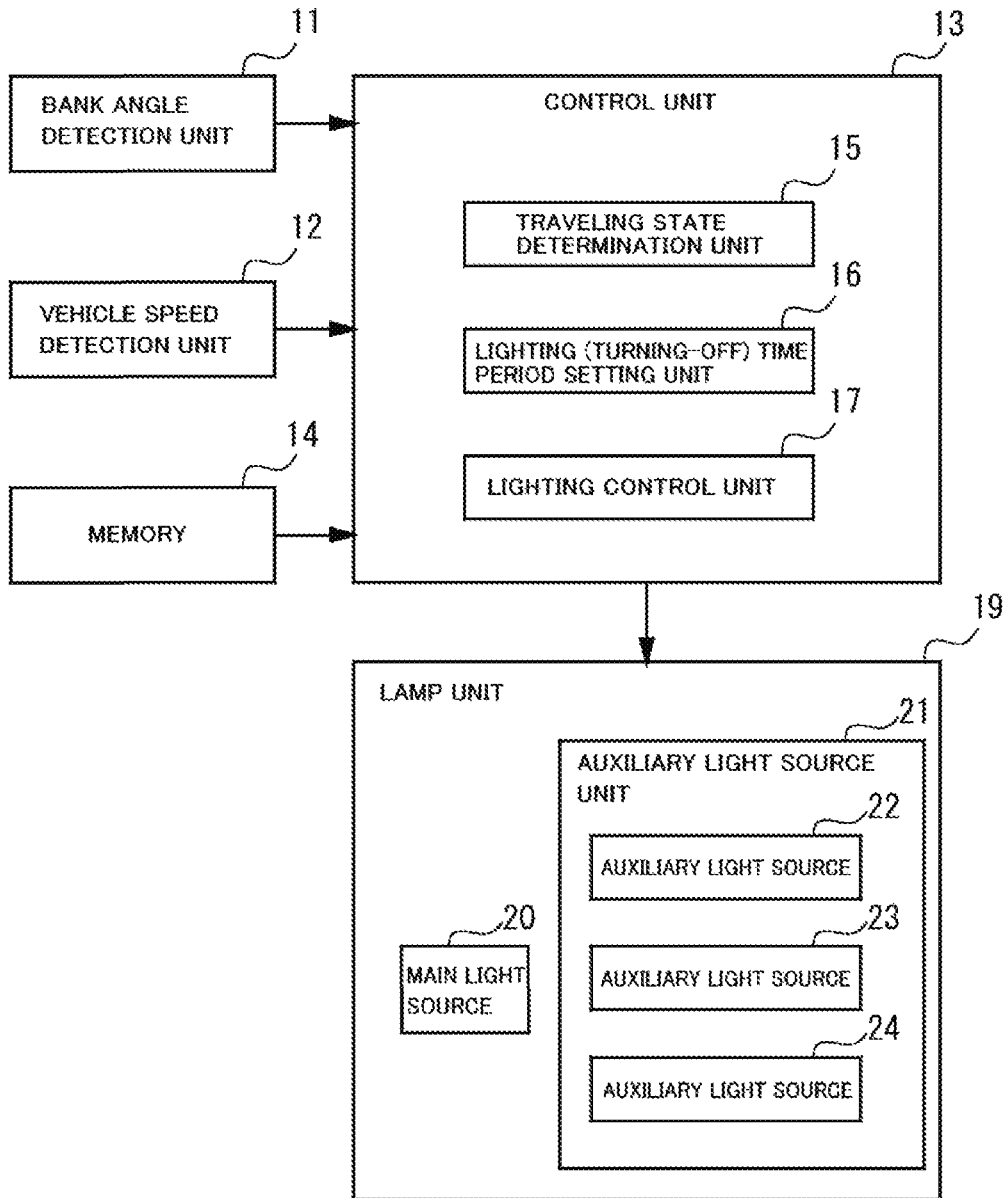 11
BANK ANGLE
DETECTION UNIT
12
VEHICLE SPEED
DETECTION UNIT
14
MEMORY
13
CONTROL UNIT
15
TRAVELING STATE
DETERMINATION UNIT
16
LIGHTING (TURNING-OFF) TIME
PERIOD SETTING UNIT
17
LIGHTING CONTROL UNIT
19
LAMP UNIT
20
MAIN LIGHT
SOURCE
21
AUXILIARY LIGHT SOURCE
UNIT
22
AUXILIARY LIGHT SOURCE
23
AUXILIARY LIGHT SOURCE
24
AUXILIARY LIGHT SOURCE